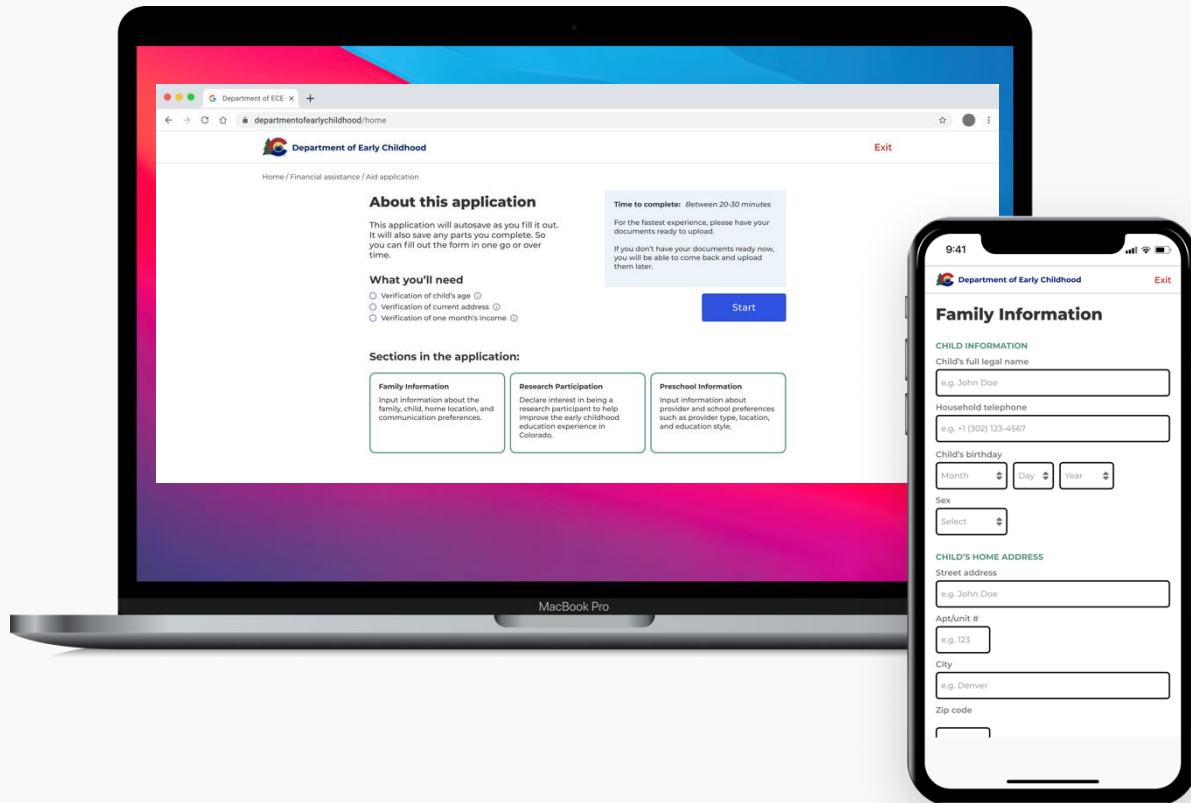 Department of ECE
departmentofearlychildhood/home
Department of Early Childhood
Exit
Home / Financial assistance / Aid application
About this application
This application will autosave as you fill it out.
It will also save any parts you complete. So
you can fill out the form in one go or over
time.
What you'll need
Verification of child's age
Verification of current address
Verification of one month's income
Time to complete: Between 20-30 minutes
For the fastest experience, please have your
documents ready to upload.
If you don't have your documents ready now,
you will be able to come back and upload
them later.
Start
Sections in the application:
Family Information
Input information about the
family, child, home location, and
communication preferences.
Research Participation
Declare interest in being a
research participant to help
improve the early childhood
education experience in
Colorado.
Preschool Information
Input information about
provider and school preferences
such as provider type, location,
and education style.
MacBook Pro
9:41
Department of Early Childhood
Exit
Family Information
CHILD INFORMATION
Child's full legal name
e.g. John Doe
Household telephone
e.g. +1 (302) 123-4567
Child's birthday
Month Day Year
Sex
Select
CHILD'S HOME ADDRESS
Street address
e.g. John Doe
Apt/unit #
e.g. 123
City
e.g. Denver
Zip code